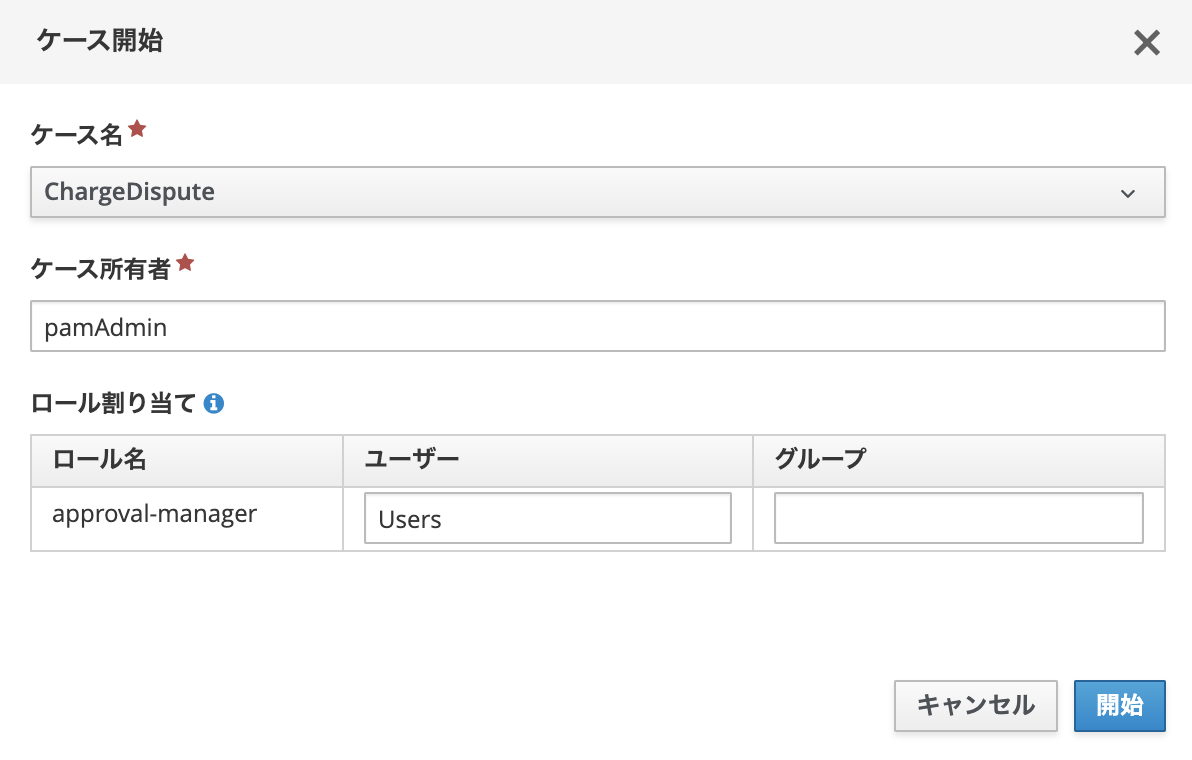 ケース開始
ケース名
ChargeDispute
ケース所有者
pamAdmin
ロール割り当て
ロール名 ユーザー グループ
approval-manager Users
キャンセル 開始